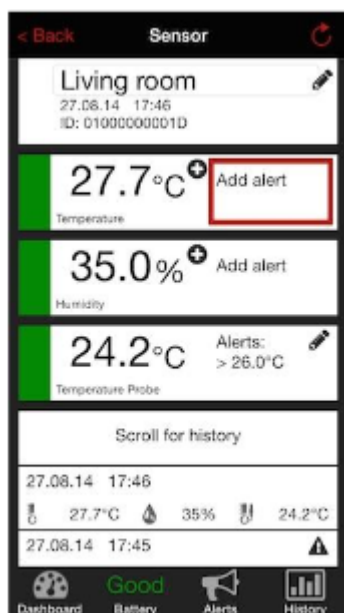 < Back Sensor
Living room
27.08.14 17:46
ID: 01000000001D
27.7°C Add alert
Temperature
35.0% Add alert
Humidity
24.2°C Alerts:
> 26.0°C
Temperature Probe
Scroll for history
27.08.14 17:46
27.7°C 35% 24.2°C
27.08.14 17:45
Good
Dashboard Battery Alerts History